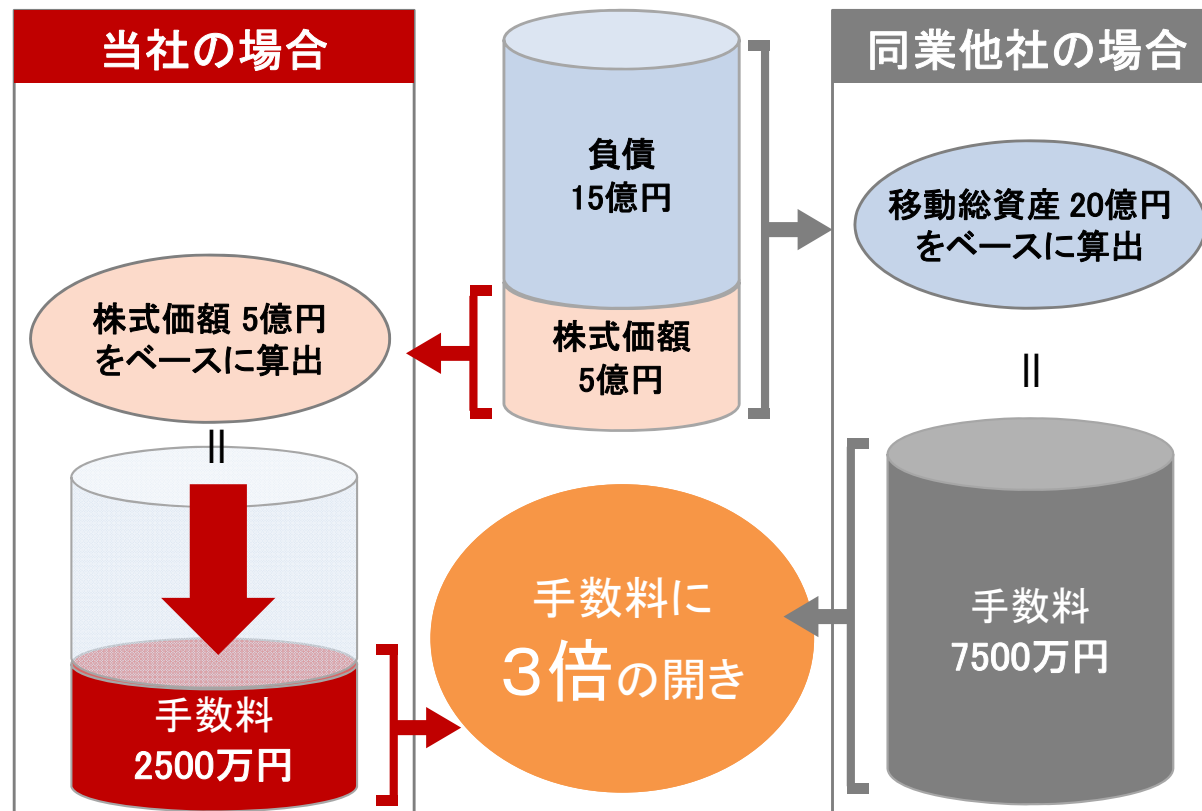 当社の場合
株式価額 5億円
をベースに算出
||
手数料
2500万円
負債
15億円
株式価額
5億円
手数料に
3倍の開き
同業他社の場合
移動総資産 20億円
をベースに算出
||
手数料
7500万円